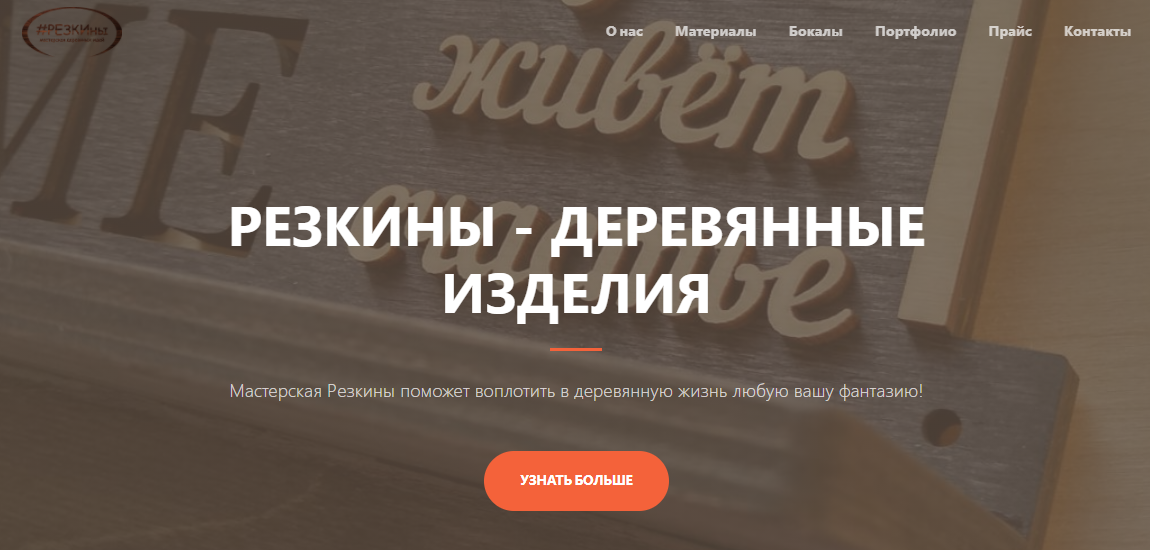 #РЕЗКИны
О нас
Материалы
Бокалы
Портфолио
Прайс
Контакты
живёт
счастье
РЕЗКИНЫ - ДЕРЕВЯННЫЕ
ИЗДЕЛИЯ
Мастерская Резкины поможет воплотить в деревянную жизнь любую вашу фантазию!
УЗНАТЬ БОЛЬШЕ